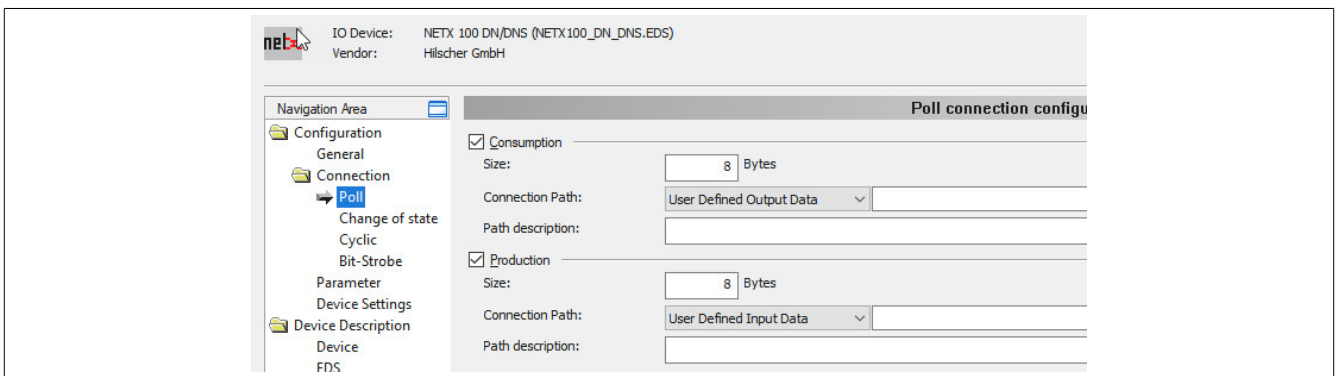 netx
IO Device: NETX 100 DN/DNS (NETX100_DN_DNS.EDS)
Vendor: Hilscher GmbH
Navigation Area
Poll connection configu
Configuration
General
Connection
Poll
Change of state
Cyclic
Bit-Strobe
Parameter
Device Settings
Device Description
Device
EDS
Consumption
Size: 8 Bytes
Connection Path: User Defined Output Data
Path description:
Production
Size: 8 Bytes
Connection Path: User Defined Input Data
Path description: